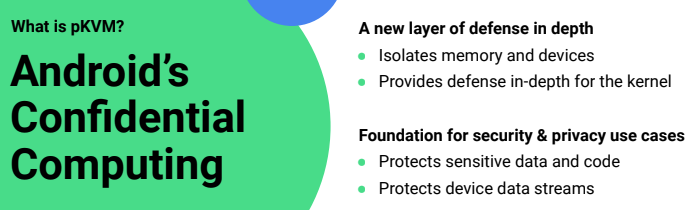 What is pKVM?
Android's
Confidential
Computing
A new layer of defense in depth
Isolates memory and devices
Provides defense in-depth for the kernel
Foundation for security & privacy use cases
Protects sensitive data and code
Protects device data streams